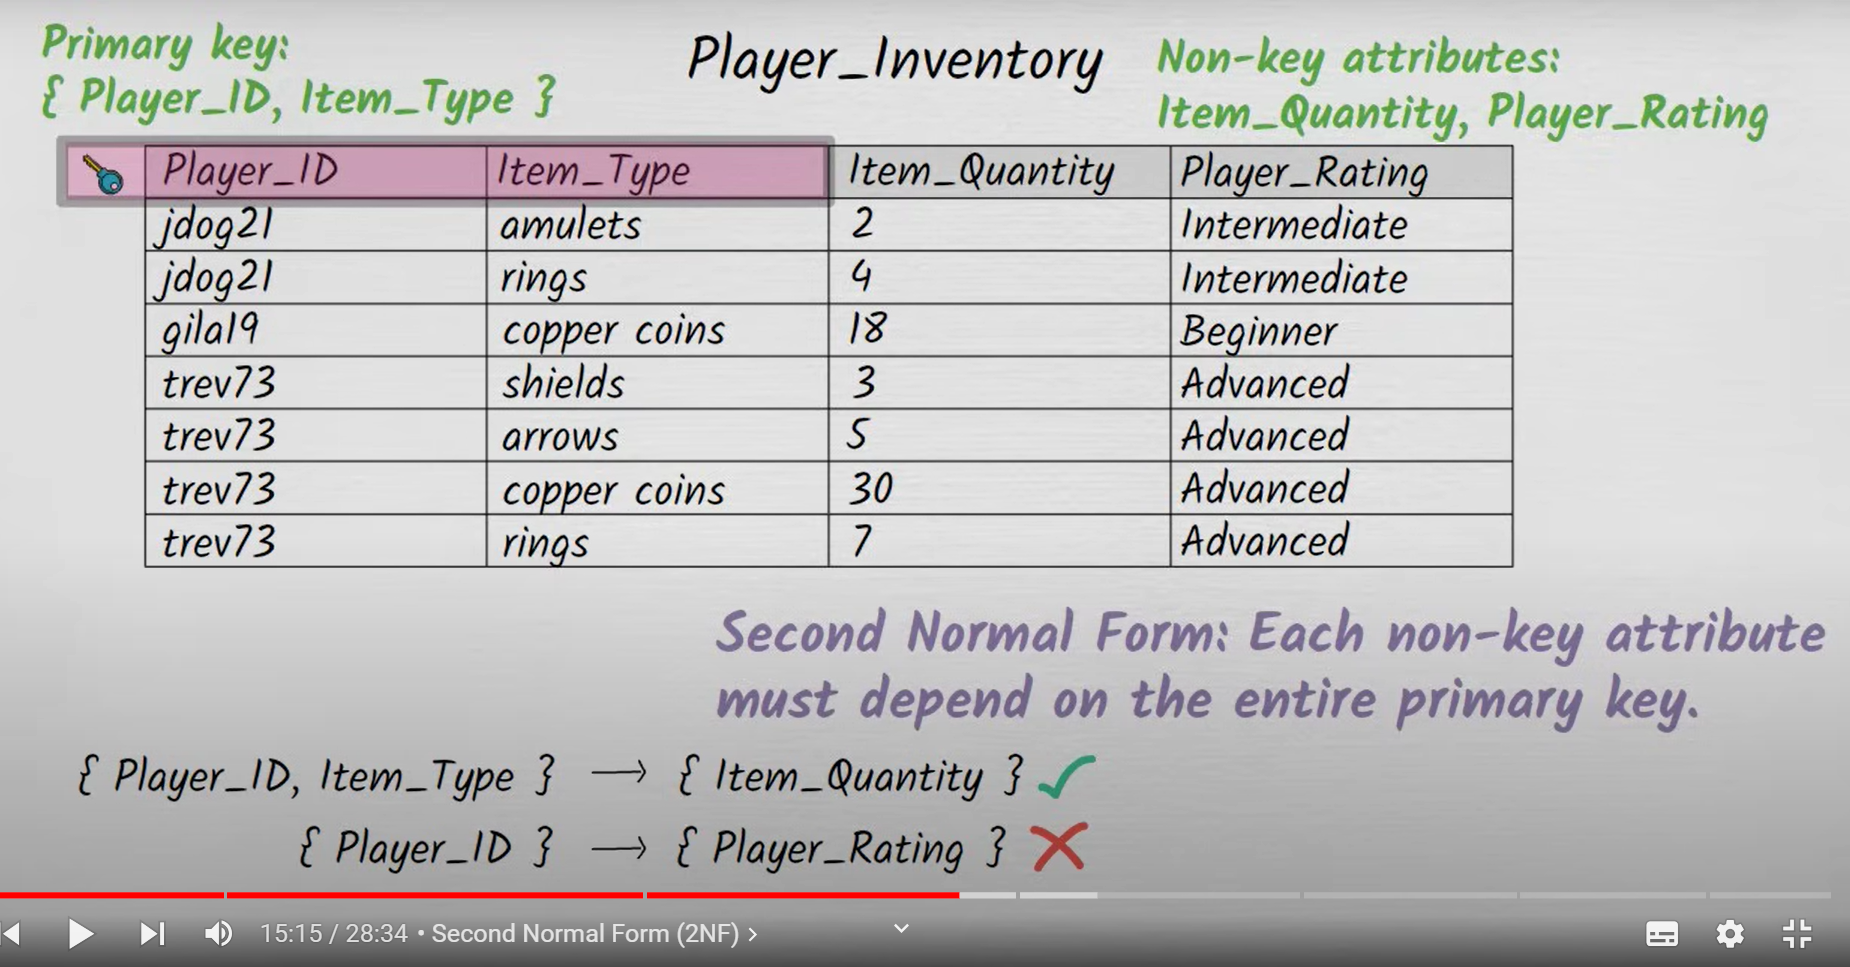 Primary key:
{ Player_ID, Item_Type }
Player_Inventory
Non-key attributes:
Item_Quantity, Player_Rating
Player_ID Item_Type Item_Quantity Player_Rating
jdog21 amulets 2 Intermediate
jdog21 rings 4 Intermediate
gila19 copper coins 18 Beginner
trev73 shields 3 Advanced
trev73 arrows 5 Advanced
trev73 copper coins 30 Advanced
trev73 rings 7 Advanced
Second Normal Form: Each non-key attribute
must depend on the entire primary key.
{ Player_ID, Item_Type } → { Item_Quantity } ✓
{ Player_ID } → { Player_Rating } ✗
15:15 / 28:34 • Second Normal Form (2NF) >